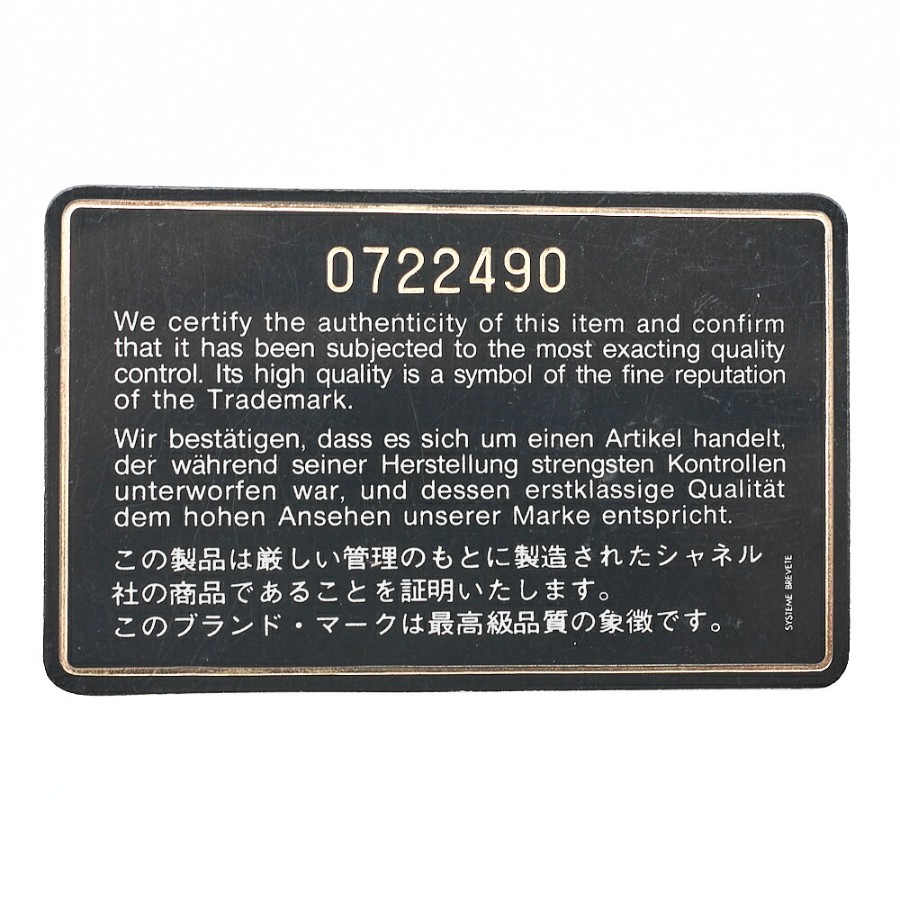 0722490
We certify the authenticity of this item and confirm
that it has been subjected to the most exacting quality
control. Its high quality is a symbol of the fine reputation
of the Trademark.
Wir bestätigen, dass es sich um einen Artikel handelt,
der während seiner Herstellung strengsten Kontrollen
unterworfen war, und dessen erstklassige Qualität
dem hohen Ansehen unserer Marke entspricht.
この製品は厳しい管理のもとに製造されたシャネル
社の商品であることを証明いたします。
このブランド・マークは最高級品質の象徴です。
SYSTEME BREVETE